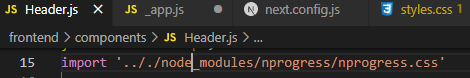 Header.js _app.js next.config.js styles.css 1
frontend > components > Header.js > ...
15 import '.././node_modules/nprogress/nprogress.css'